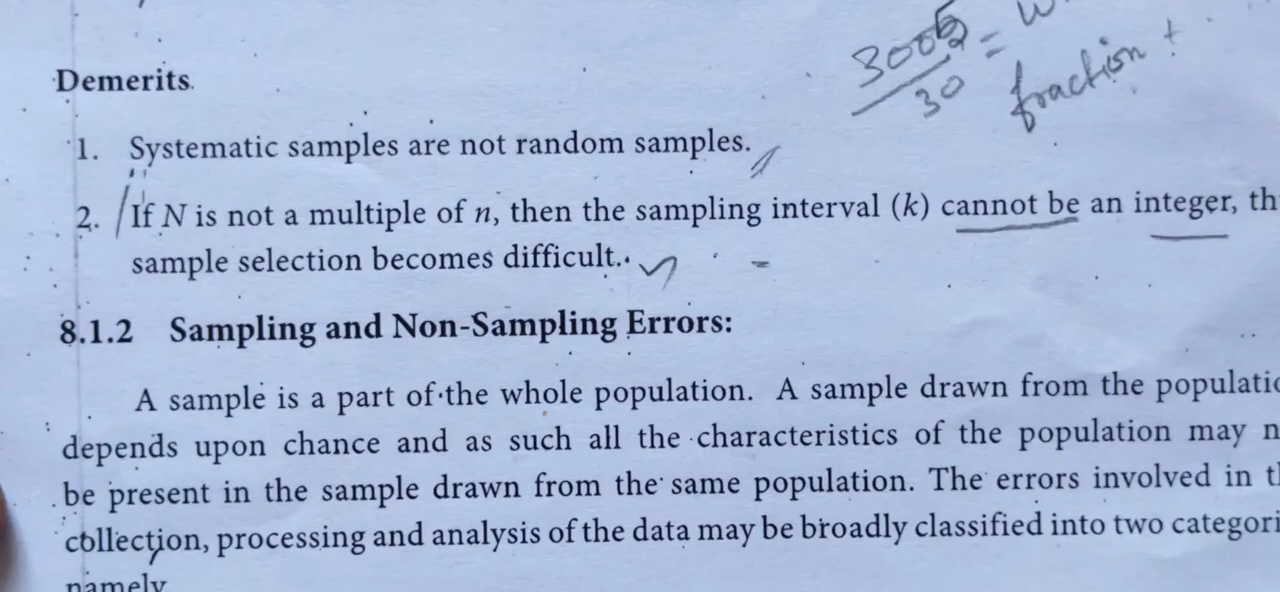 Demerits.
30 = 
fraction +
1. Systematic samples are not random samples.
2. If N is not a multiple of n, then the sampling interval (k) cannot be an integer, th
sample selection becomes difficult..
8.1.2 Sampling and Non-Sampling Errors:
A sample is a part of the whole population. A sample drawn from the populatio
depends upon chance and as such all the characteristics of the population may n
be present in the sample drawn from the same population. The errors involved in th
collection, processing and analysis of the data may be broadly classified into two categori
namely